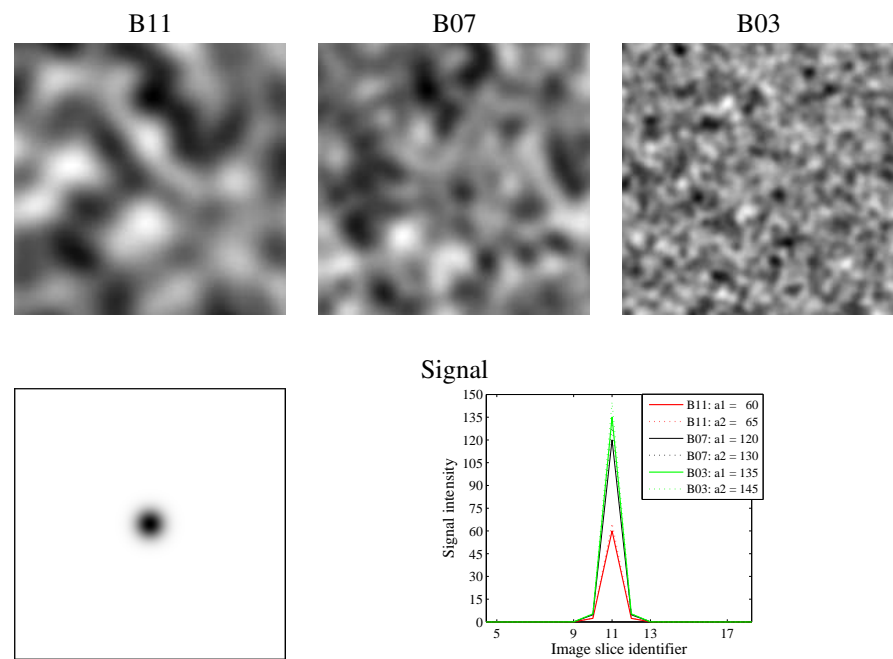 B11
B07
B03
Signal
150
135
120
105
90
75
60
45
30
15
0
Signal intensity
B11: a1 =   60
B11: a2 =   65
B07: a1 = 120
B07: a2 = 130
B03: a1 = 135
B03: a2 = 145
5 9 11 13 17
Image slice identifier